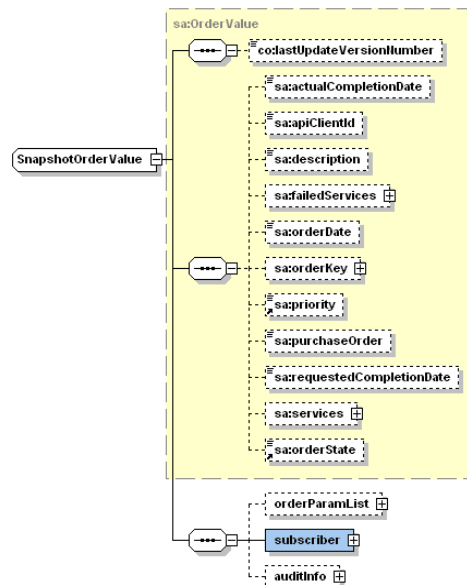 sa:OrderValue
co:lastUpdateVersionNumber
sa:actualCompletionDate
sa:apiClientId
sa:description
SnapshotOrderValue
sa:failedServices
sa:orderDate
sa:orderKey
sa:priority
sa:purchaseOrder
sa:requestedCompletionDate
sa:services
sa:orderState
orderParamList
subscriber
auditInfo